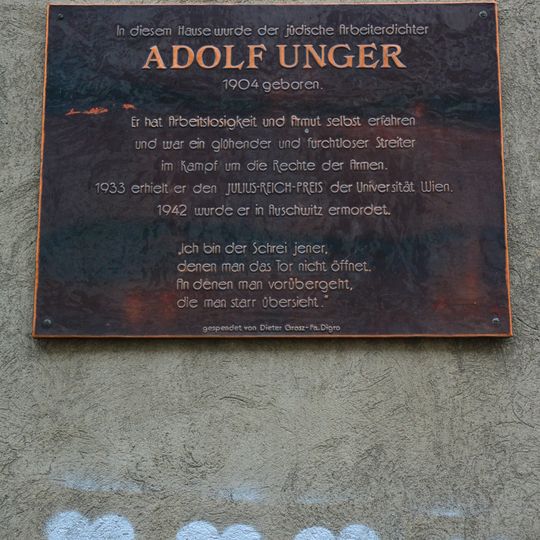 In diesem Hause wurde der jüdische Arbeiterdichter
ADOLF UNGER
1904 geboren.
Er hat Arbeitslosigkeit und Armut selbst erfahren
und war ein glühender und furchtloser Streiter
im Kampf um die Rechte der Armen.
1933 erhielt er den JULIUS-REICH-PREIS der Universität Wien.
1942 wurde er in Auschwitz ermordet.
„Ich bin der Schrei jener,
denen man das Tor nicht öffnet.
An denen man vorübergeht,
die man starr übersieht.“
gespendet von Dieter Grosz - Fa. Digro